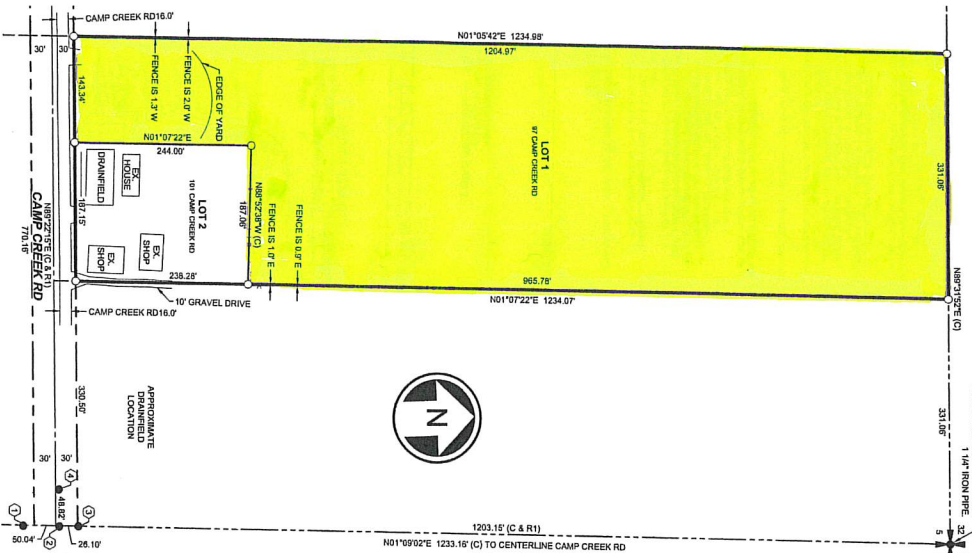 CAMP CREEK RD16.0'
N01°05'42"E 1234.98'
1204.97'
30'
30'
143.34'
FENCE IS 1.3' W
FENCE IS 2.0' W
EDGE OF YARD
N01°07'22"E
244.00'
LOT 1
97 CAMP CREEK RD
331.06'
N89°31'52"E (C)
EX.
HOUSE
DRAINFIELD
LOT 2
101 CAMP CREEK RD
N88°52'38"W (C)
187.06'
FENCE IS 1.0' E
FENCE IS 0.9' E
187.15'
EX.
SHOP
EX.
SHOP
238.28'
965.78'
N01°07'22"E 1234.07'
10' GRAVEL DRIVE
CAMP CREEK RD16.0'
N89°22'15"E (C & R1)
CAMP CREEK RD
770.16'
330.50'
APPROXIMATE
DRAINFIELD
LOCATION
N
331.06'
1 1/4" IRON PIPE
32
5
30'
30'
4
48.82'
1
2
3
50.04'
26.10'
1203.15' (C & R1)
N01°09'02"E 1233.16' (C) TO CENTERLINE CAMP CREEK RD